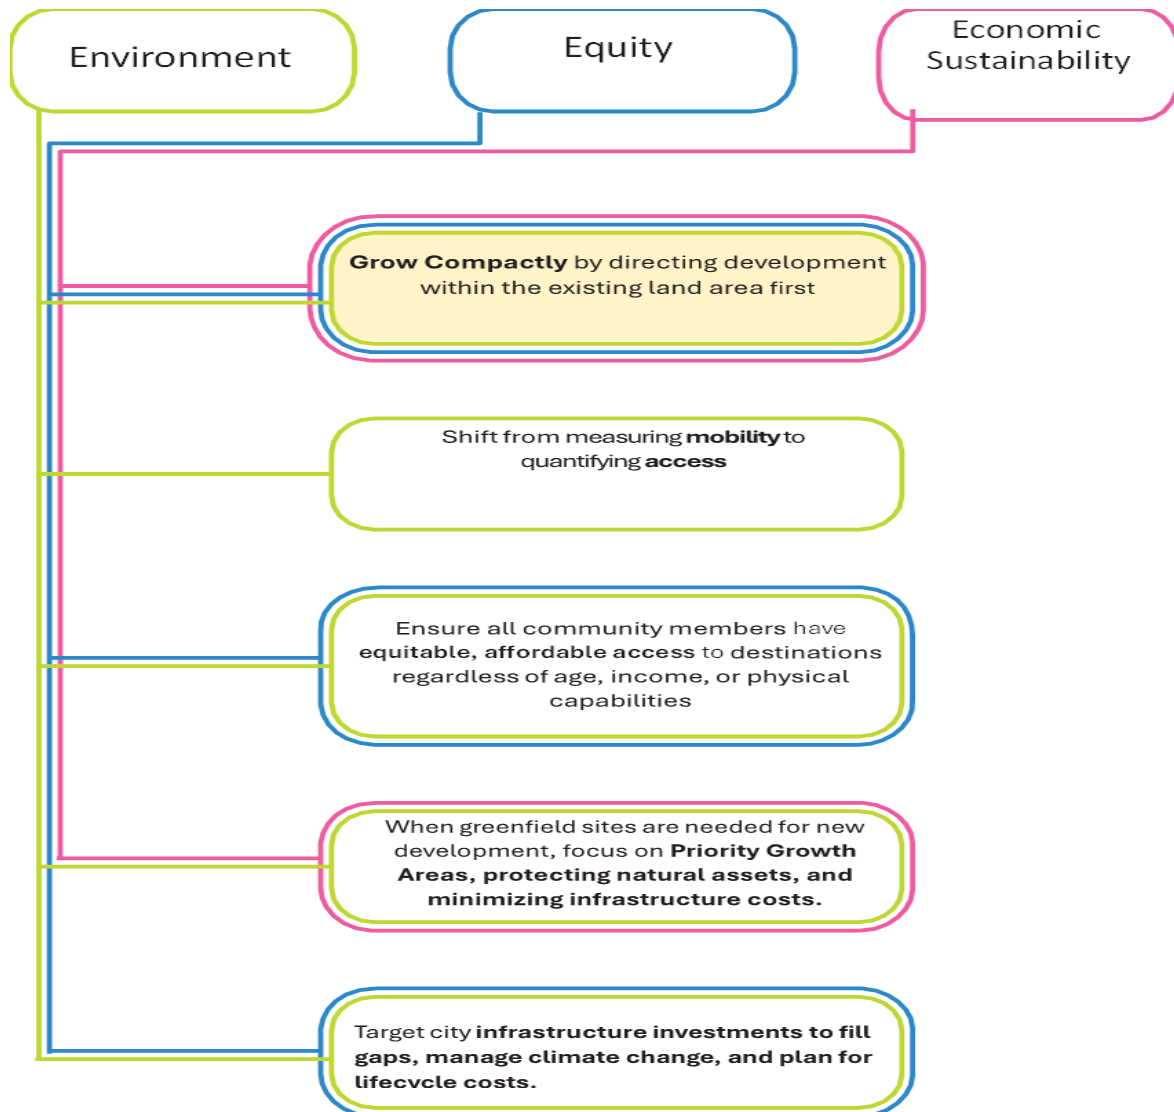 Environment
Equity
Economic
Sustainability
Grow Compactly by directing development
within the existing land area first
Shift from measuring mobility to
quantifying access
Ensure all community members have
equitable, affordable access to destinations
regardless of age, income, or physical
capabilities
When greenfield sites are needed for new
development, focus on Priority Growth
Areas, protecting natural assets, and
minimizing infrastructure costs.
Target city infrastructure investments to fill
gaps, manage climate change, and plan for
lifecycle costs.